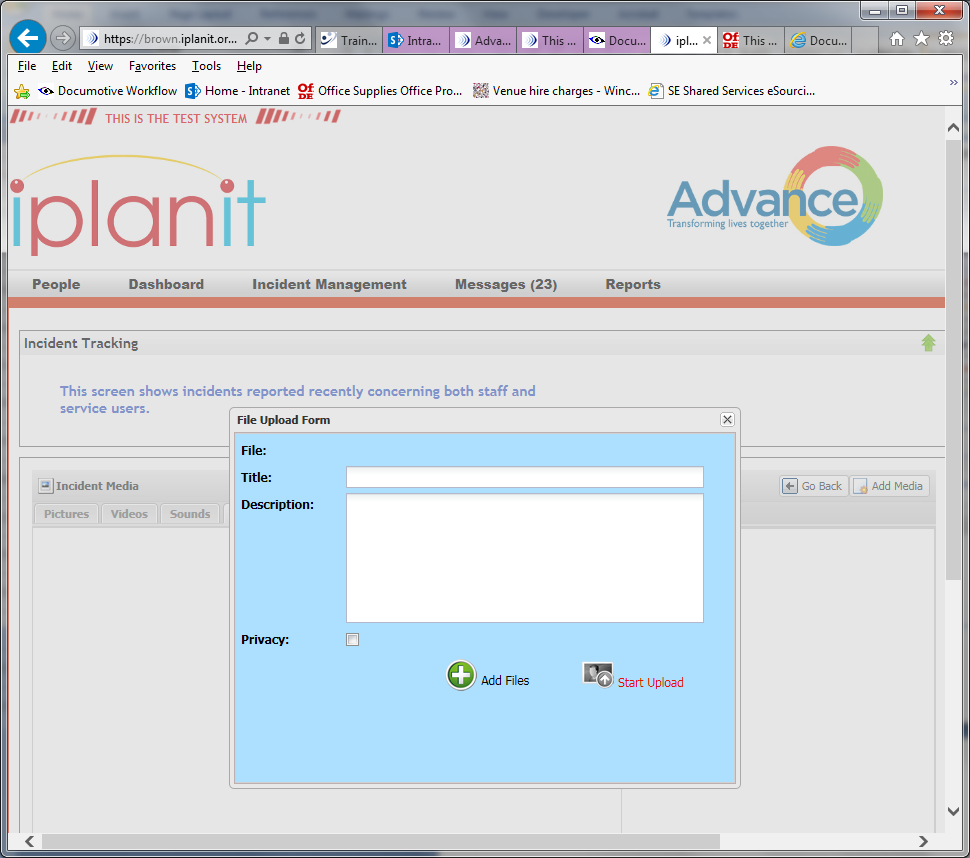 https://brown.iplanit.or...
Train...
Intra...
Adva...
This ...
Docu...
ipl...
This ...
Docu...
File Edit View Favorites Tools Help
Documotive Workflow
Home - Intranet
OfDE Office Supplies Office Pro...
Venue hire charges - Winc...
SE Shared Services eSourci...
THIS IS THE TEST SYSTEM
iplanit
Advance
Transforming lives together
People Dashboard Incident Management Messages (23) Reports
Incident Tracking
This screen shows incidents reported recently concerning both staff and
service users.
File Upload Form
File:
Title:
Description:
Privacy:
Add Files
Start Upload
Incident Media
Go Back
Add Media
Pictures Videos Sounds